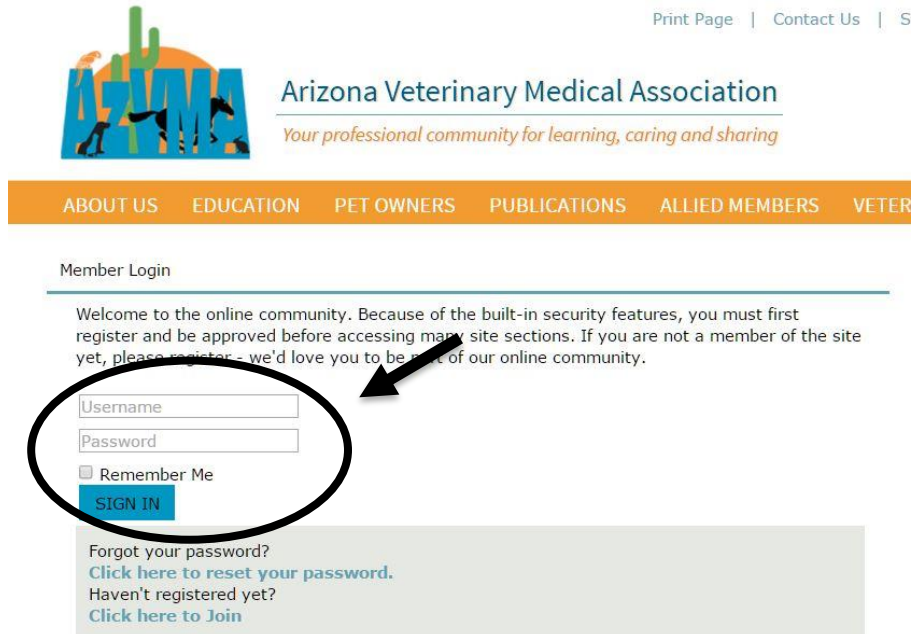 Print Page | Contact Us | S
AZVMA
Arizona Veterinary Medical Association
Your professional community for learning, caring and sharing
ABOUT US EDUCATION PET OWNERS PUBLICATIONS ALLIED MEMBERS VETER
Member Login
Welcome to the online community. Because of the built-in security features, you must first
register and be approved before accessing many site sections. If you are not a member of the site
yet, please register - we'd love you to be part of our online community.
Username
Password
Remember Me
SIGN IN
Forgot your password?
Click here to reset your password.
Haven't registered yet?
Click here to Join